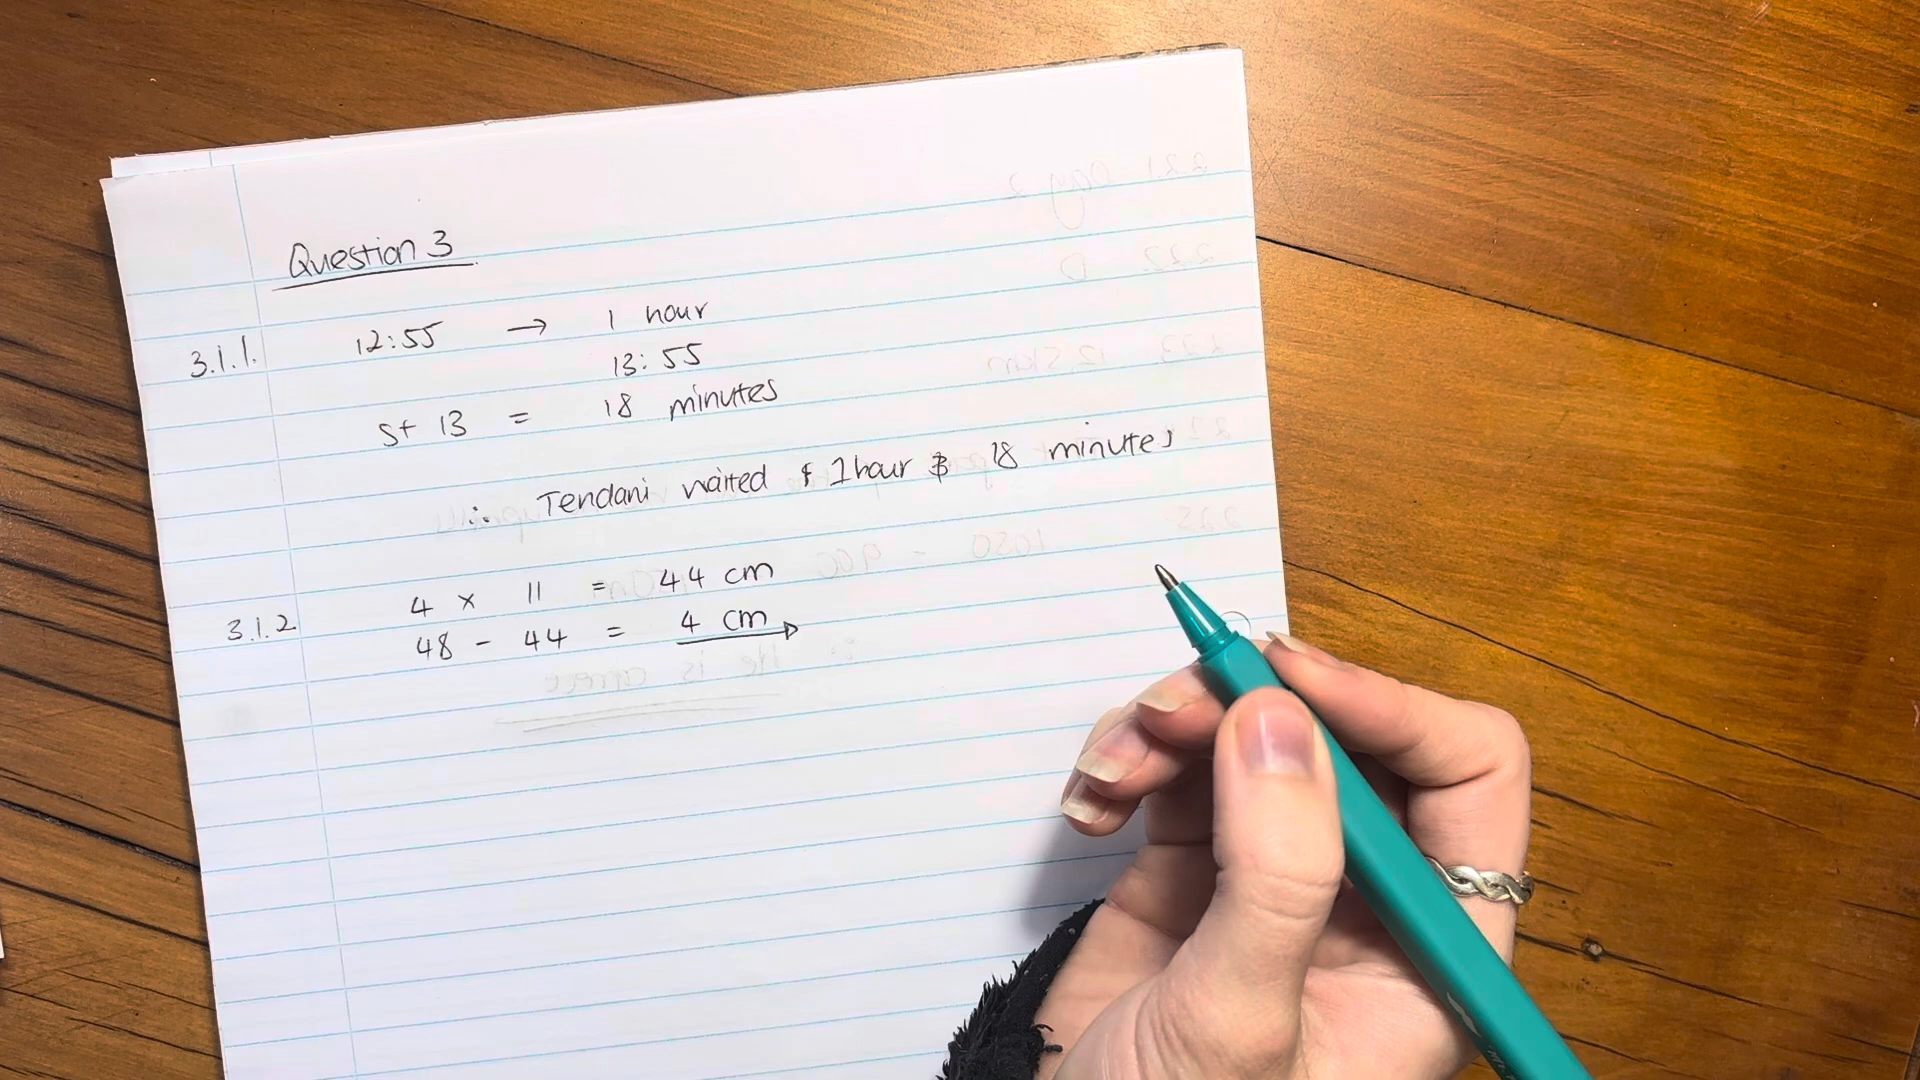 Question 3
3.1.1. 12:55 → 1 hour
13:55
5+ 13 = 18 minutes
∴ Tendani waited 1 hour 18 minutes
3.1.2 4 x 11 = 44 cm
48 - 44 = 4 cm